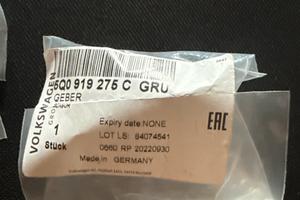 5Q0 919 275 C GRU
GEBER
VOLKSWAGEN
1
Stück
Expiry date: NONE
LOT LS: 84074541
0660 RP 20220930
Made in GERMANY
EAC